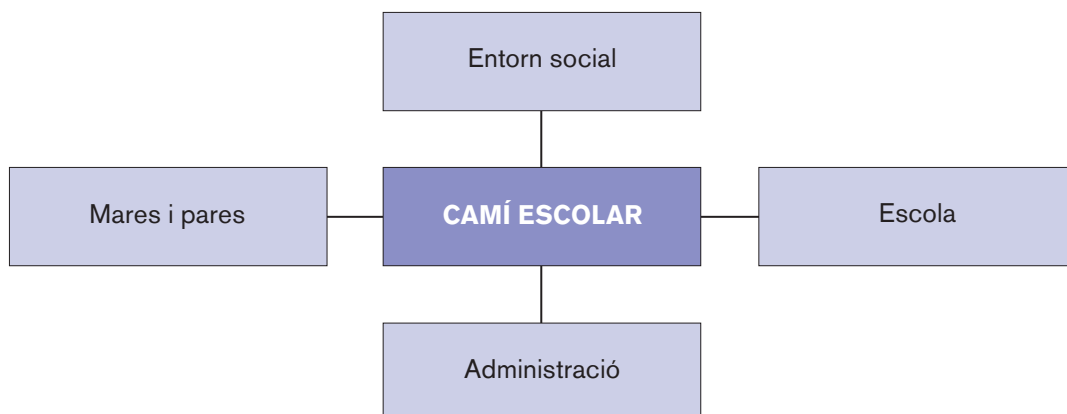 Entorn social
Mares i pares
CAMÍ ESCOLAR
Escola
Administració